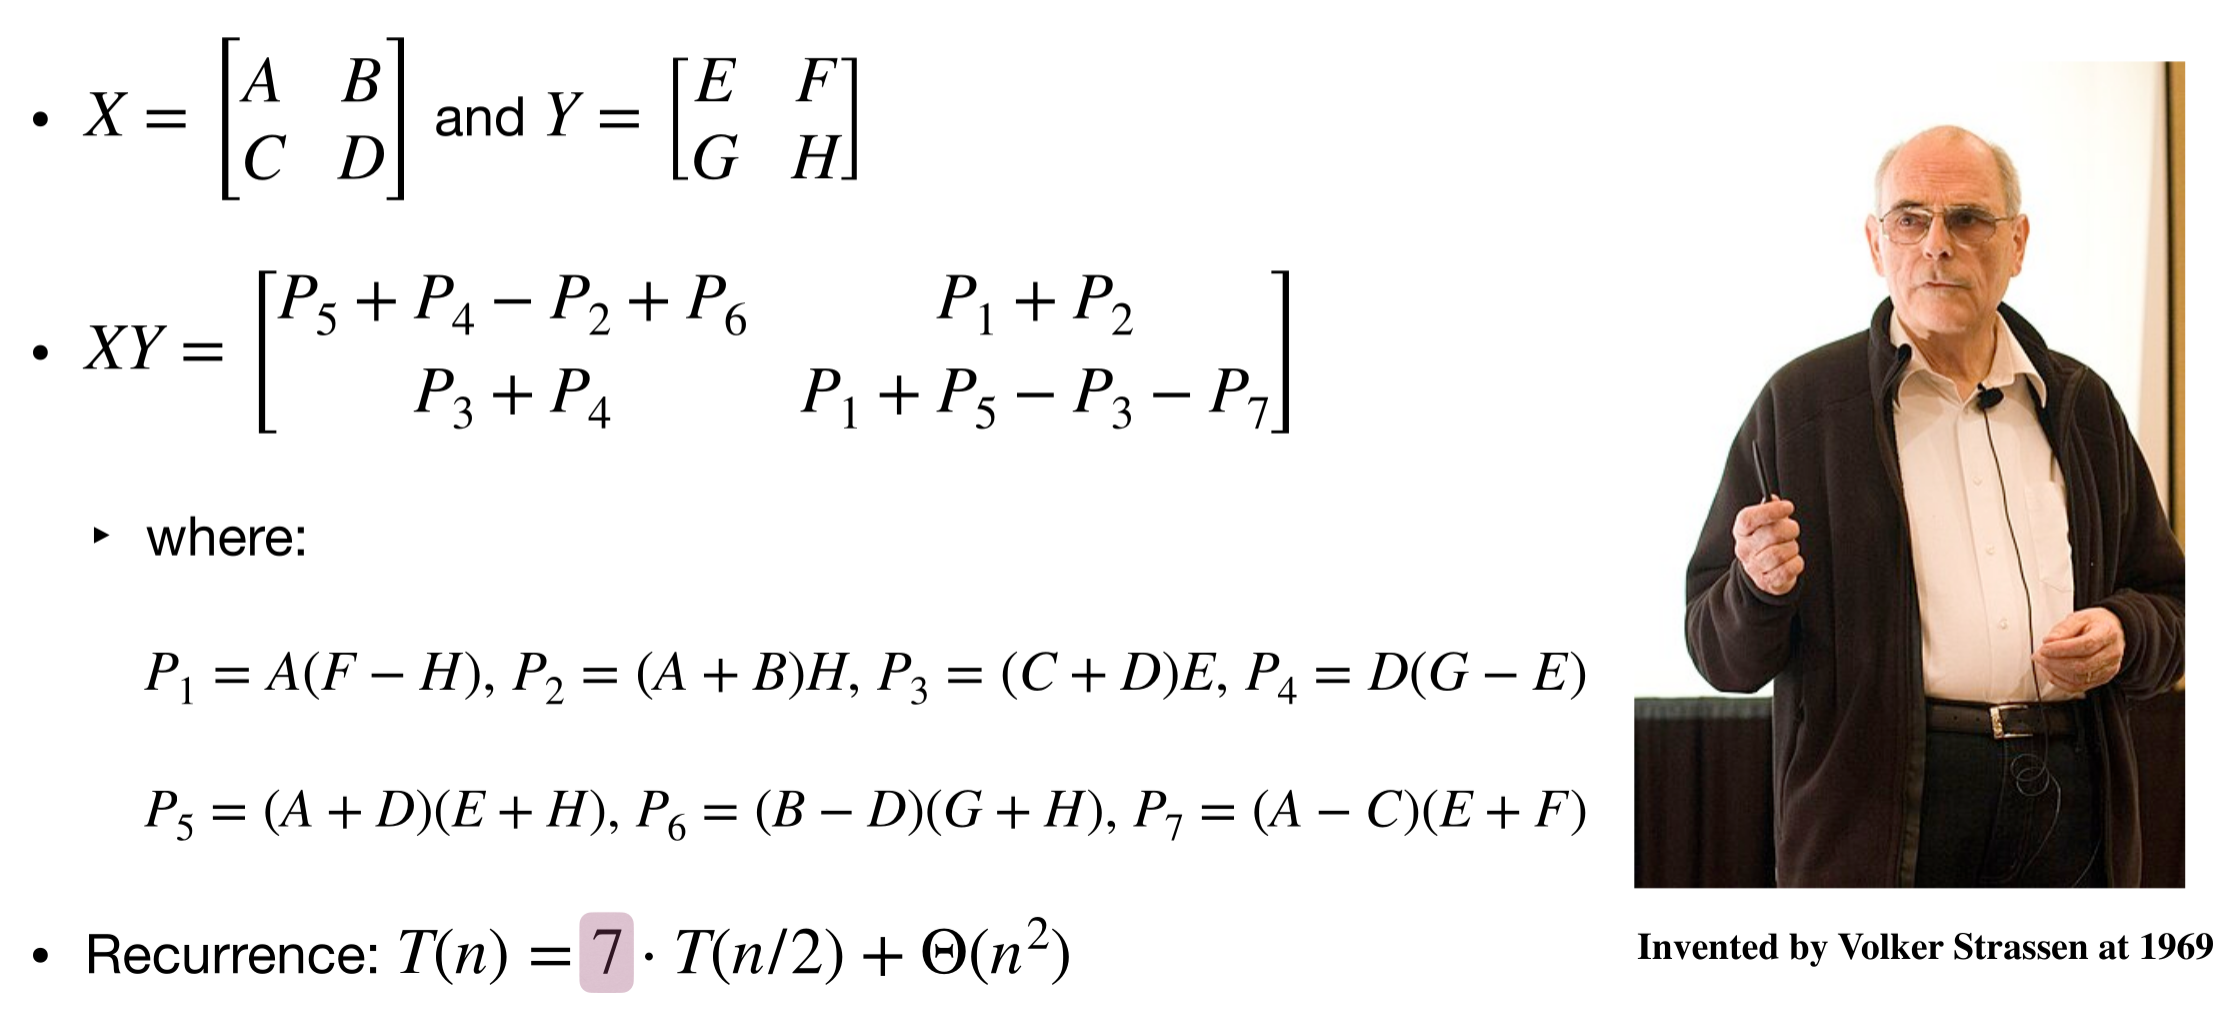 • X = [A B; C D] and Y = [E F; G H]
• XY = [P₅ + P₄ − P₂ + P₆   P₁ + P₂; P₃ + P₄   P₁ + P₅ − P₃ − P₇]
‣ where:
P₁ = A(F − H), P₂ = (A + B)H, P₃ = (C + D)E, P₄ = D(G − E)
P₅ = (A + D)(E + H), P₆ = (B − D)(G + H), P₇ = (A − C)(E + F)
• Recurrence: T(n) = 7 · T(n/2) + Θ(n²)
Invented by Volker Strassen at 1969